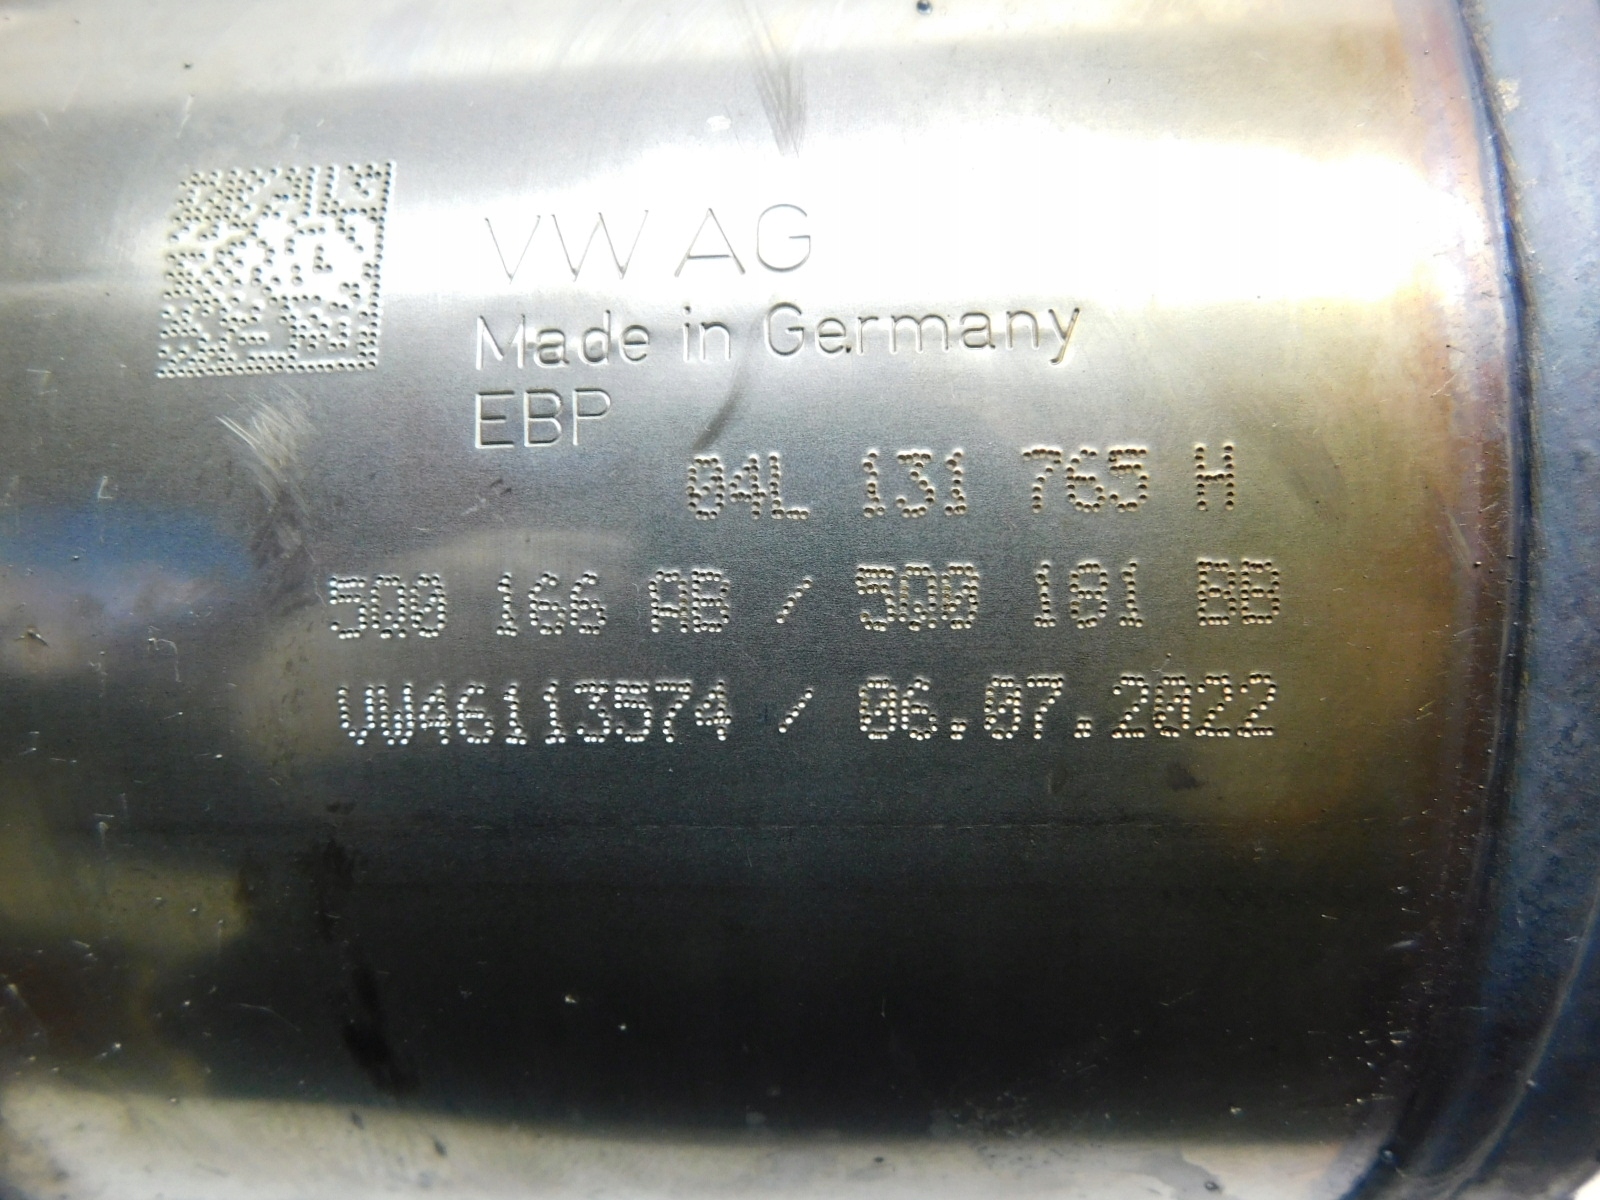 VW AG
Made in Germany
EBP
04L 131 765 H
5Q0 166 AB / 5Q0 181 BB
VW46113574 / 06.07.2022